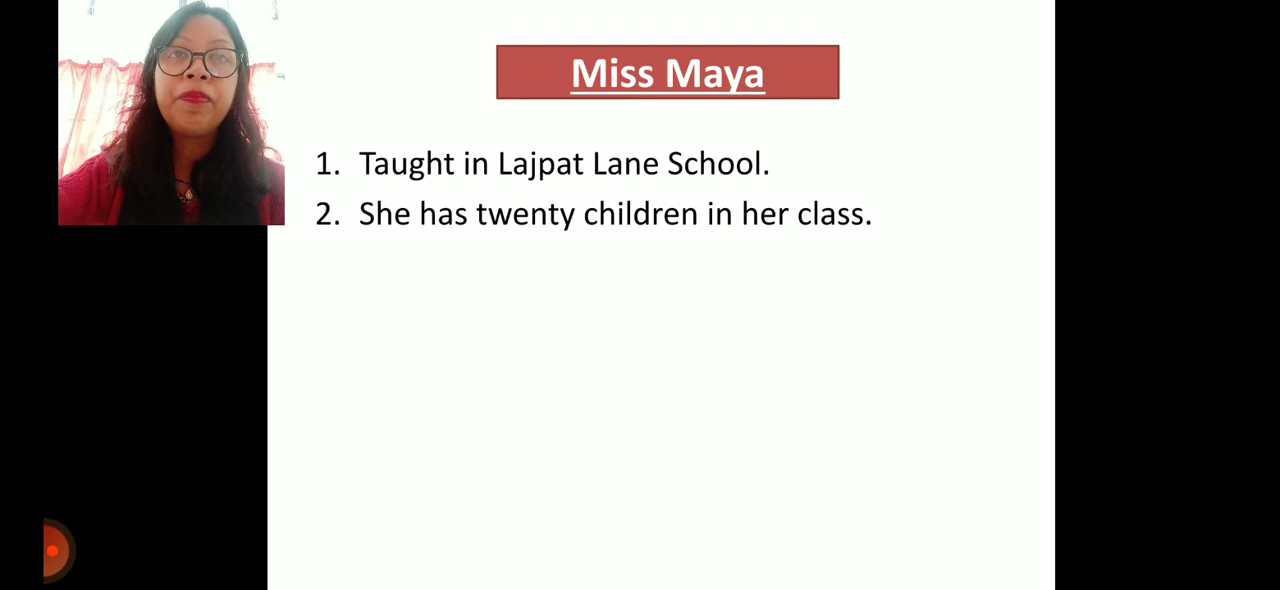 Miss Maya
1. Taught in Lajpat Lane School.
2. She has twenty children in her class.